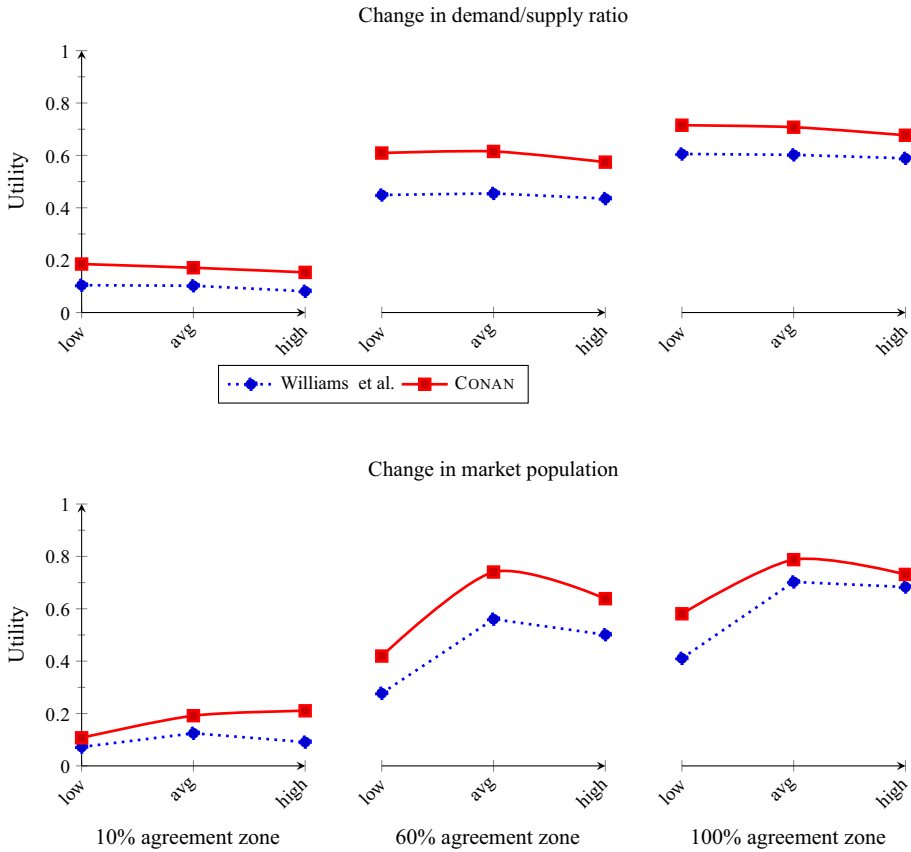 Change in demand/supply ratio
Utility
1
0.8
0.6
0.4
0.2
0
low avg high low avg high low avg high
Williams et al. CONAN
Change in market population
Utility
1
0.8
0.6
0.4
0.2
0
low avg high low avg high low avg high
10% agreement zone 60% agreement zone 100% agreement zone